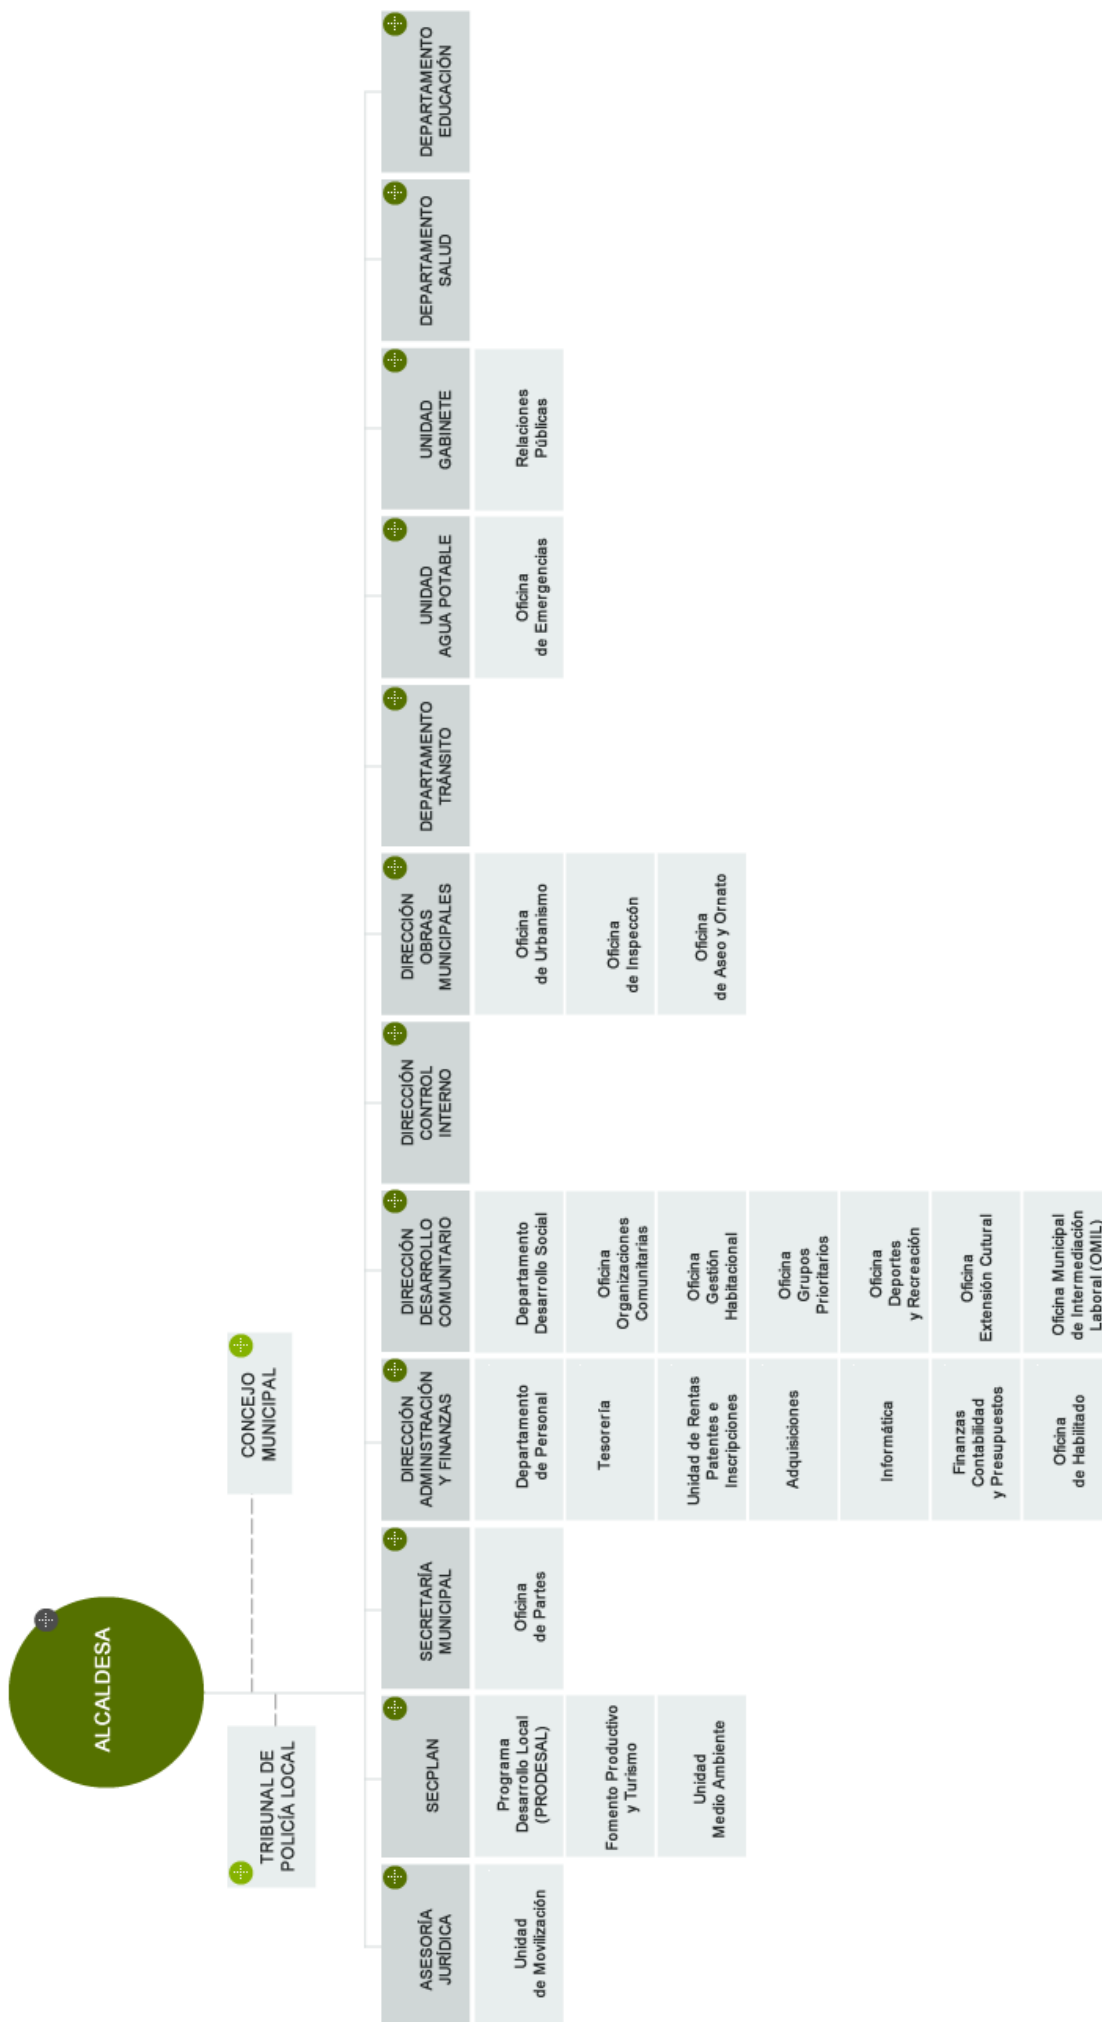 ALCALDESA
CONCEJO
MUNICIPAL
TRIBUNAL DE
POLICÍA LOCAL
ASESORÍA
JURÍDICA
Unidad
de Movilización
SECPLAN
Programa
Desarrollo Local
(PRODESAL)
Fomento Productivo
y Turismo
Unidad
Medio Ambiente
SECRETARÍA
MUNICIPAL
Oficina
de Partes
DIRECCIÓN
ADMINISTRACIÓN
Y FINANZAS
Departamento
de Personal
Tesorería
Unidad de Rentas
Patentes e
Inscripciones
Adquisiciones
Informática
Finanzas
Contabilidad
y Presupuestos
Oficina
de Habilitado
DIRECCIÓN
DESARROLLO
COMUNITARIO
Departamento
Desarrollo Social
Oficina
Organizaciones
Comunitarias
Oficina
Gestión
Habitacional
Oficina
Grupos
Prioritarios
Oficina
Deportes
y Recreación
Oficina
Extensión Cutural
Oficina Municipal
de Intermediación
Laboral (OMIL)
DIRECCIÓN
CONTROL
INTERNO
DIRECCIÓN
OBRAS
MUNICIPALES
Oficina
de Urbanismo
Oficina
de Inspeccón
Oficina
de Aseo y Ornato
DEPARTAMENTO
TRÁNSITO
UNIDAD
AGUA POTABLE
Oficina
de Emergencias
UNIDAD
GABINETE
Relaciones
Públicas
DEPARTAMENTO
SALUD
DEPARTAMENTO
EDUCACIÓN